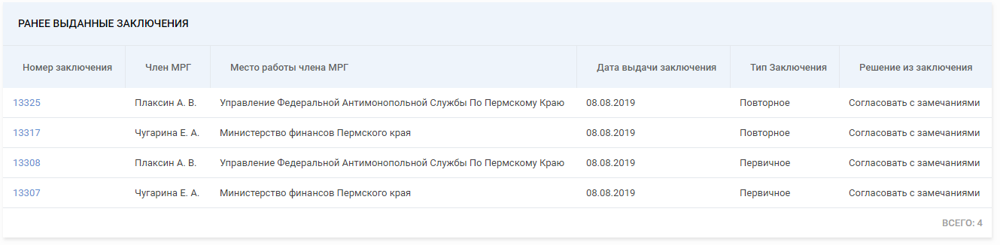 РАНЕЕ ВЫДАННЫЕ ЗАКЛЮЧЕНИЯ
Номер заключения Член МРГ Место работы члена МРГ Дата выдачи заключения Тип Заключения Решение из заключения
13325 Плаксин А. В. Управление Федеральной Антимонопольной Службы По Пермскому Краю 08.08.2019 Повторное Согласовать с замечаниями
13317 Чугарина Е. А. Министерство финансов Пермского края 08.08.2019 Повторное Согласовать с замечаниями
13308 Плаксин А. В. Управление Федеральной Антимонопольной Службы По Пермскому Краю 08.08.2019 Первичное Согласовать с замечаниями
13307 Чугарина Е. А. Министерство финансов Пермского края 08.08.2019 Первичное Согласовать с замечаниями
ВСЕГО: 4